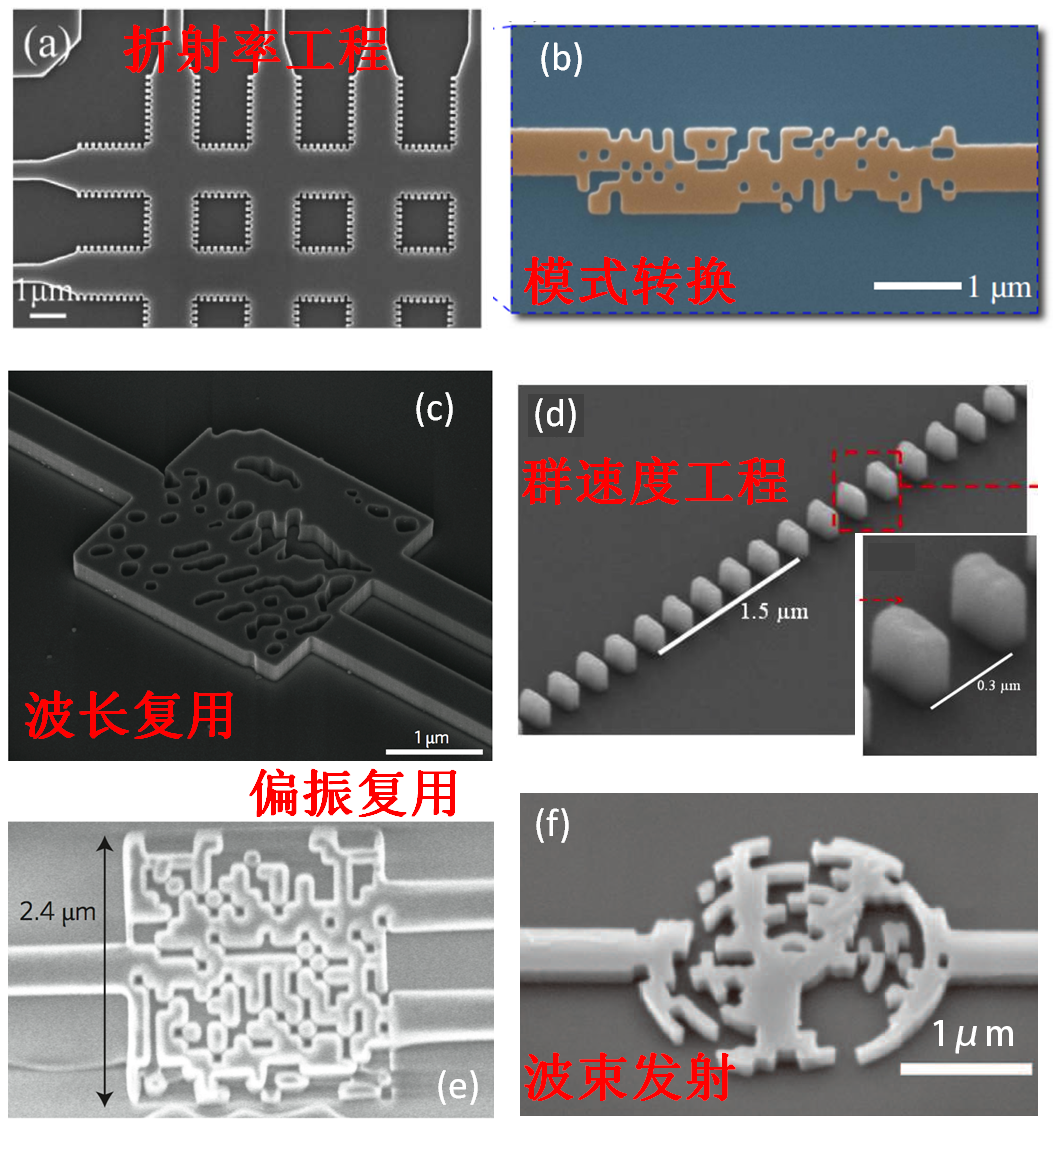 (a)
折射率工程
1μm
(b)
模式转换
1 μm
(c)
波长复用
1 μm
(d)
群速度工程
1.5 μm
0.3 μm
偏振复用
2.4 μm
(e)
(f)
1μm
波束发射